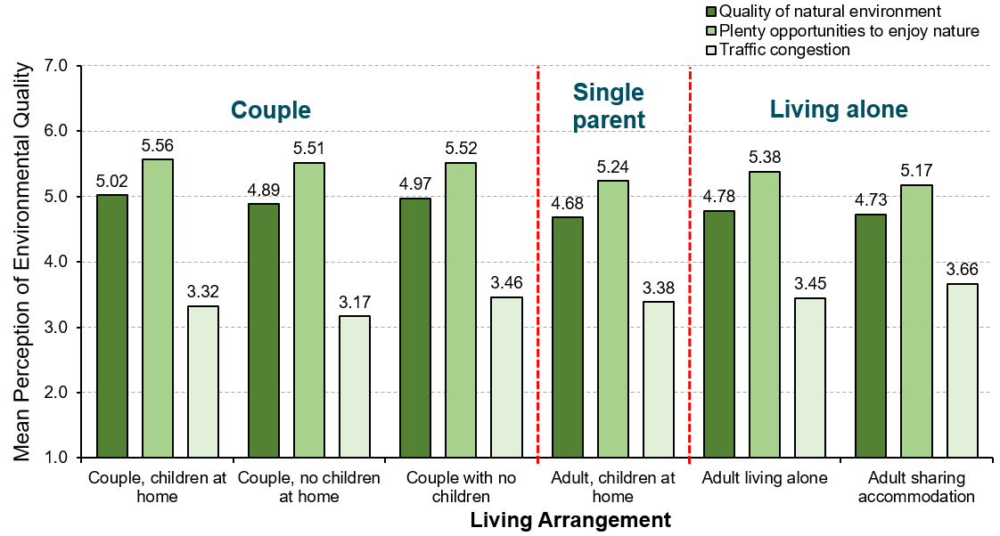 Quality of natural environment
Plenty opportunities to enjoy nature
Traffic congestion
Mean Perception of Environmental Quality
7.0
6.0
5.0
4.0
3.0
2.0
1.0
Couple
Single
parent
Living alone
5.02
5.56
3.32
4.89
5.51
3.17
4.97
5.52
3.46
4.68
5.24
3.38
4.78
5.38
3.45
4.73
5.17
3.66
Couple, children at
home
Couple, no children
at home
Couple with no
children
Adult, children at
home
Adult living alone
Adult sharing
accommodation
Living Arrangement